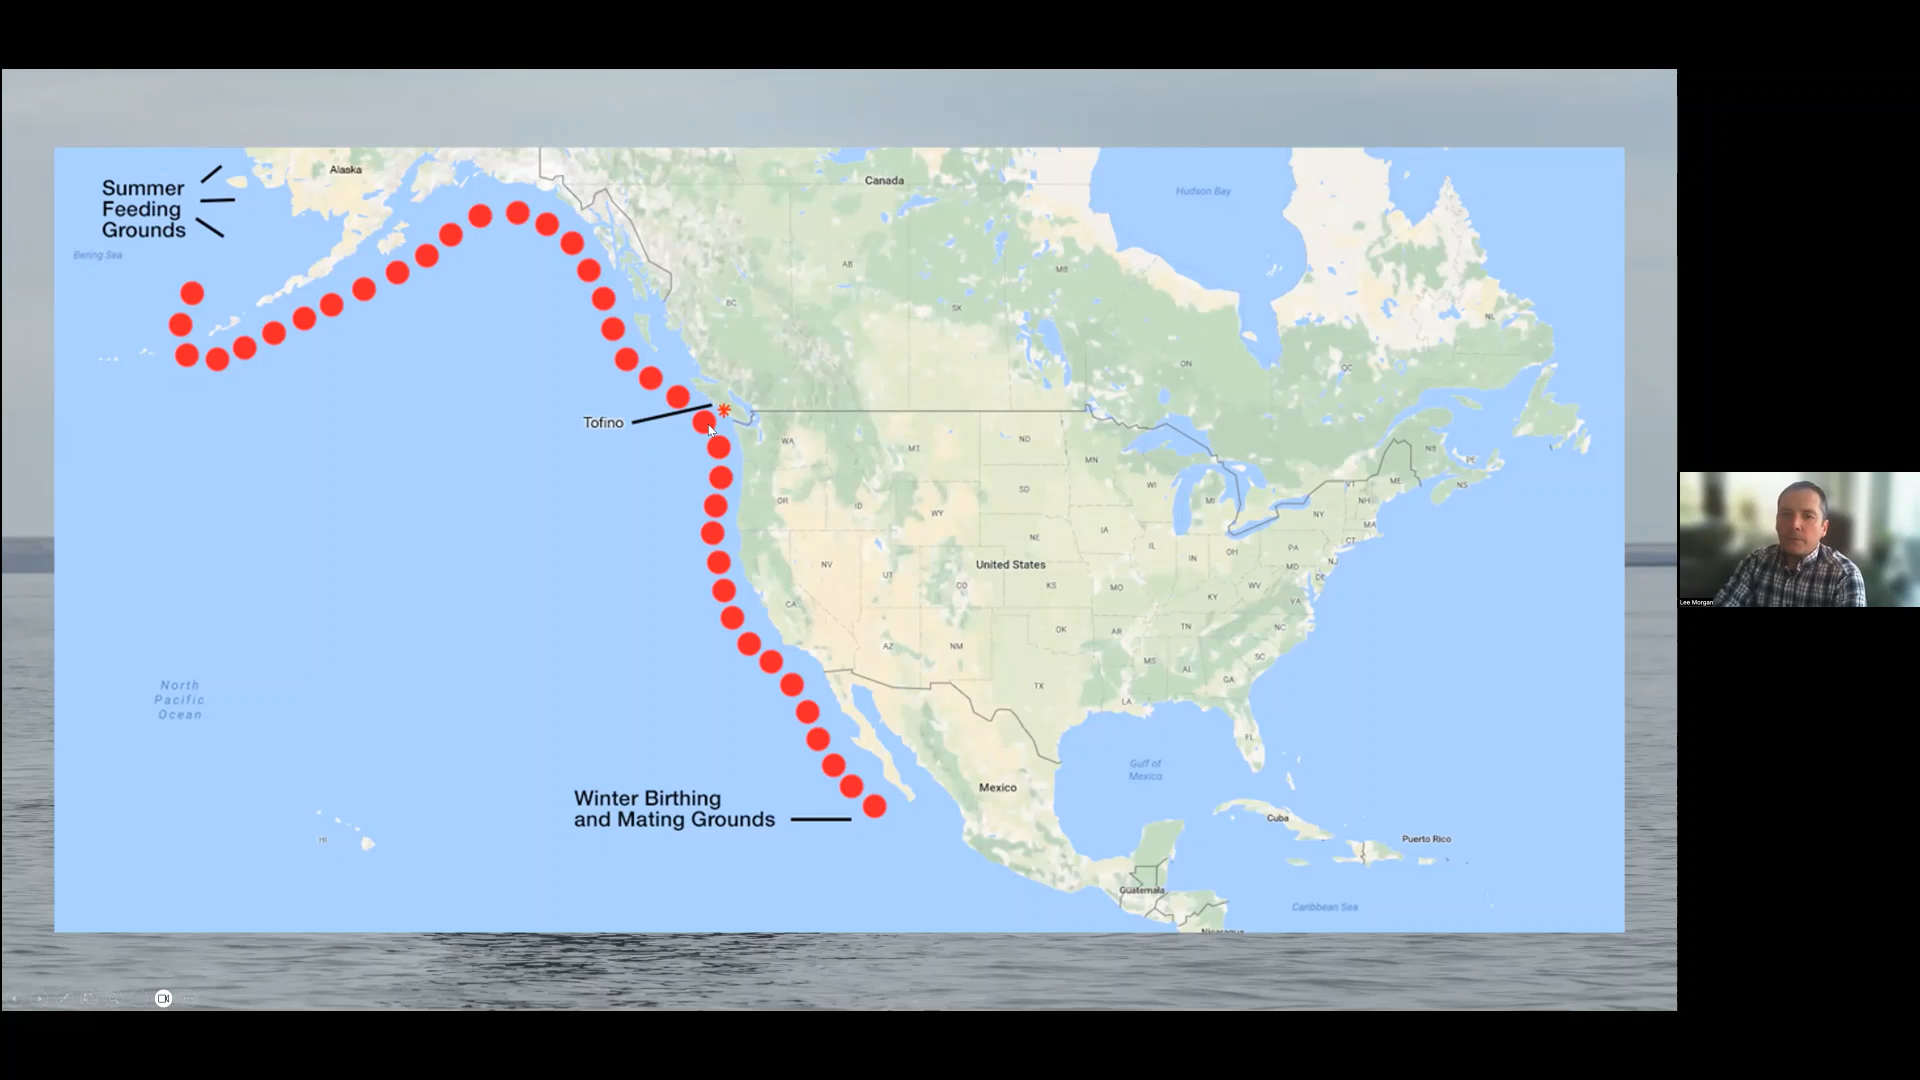 Summer
Feeding
Grounds
Bering Sea
Alaska
Canada
Hudson Bay
AB
MB
BC
SK
NL
ON
QC
Tofino
WA
MT
ND
MN
NB
PE
OR
ID
WY
SD
WI
MI
VT
ME
NS
NH
NY
MA
NV
UT
CO
NE
IA
IL
IN
OH
PA
CT
NJ
MD
DE
United States
KS
MO
KY
WV
VA
CA
AZ
NM
OK
AR
TN
NC
SC
MS
AL
GA
TX
LA
FL
North
Pacific
Ocean
Gulf of
Mexico
Mexico
Winter Birthing
and Mating Grounds
HI
Cuba
Puerto Rico
Guatemala
Caribbean Sea
Nicaragua
Lee Morgan